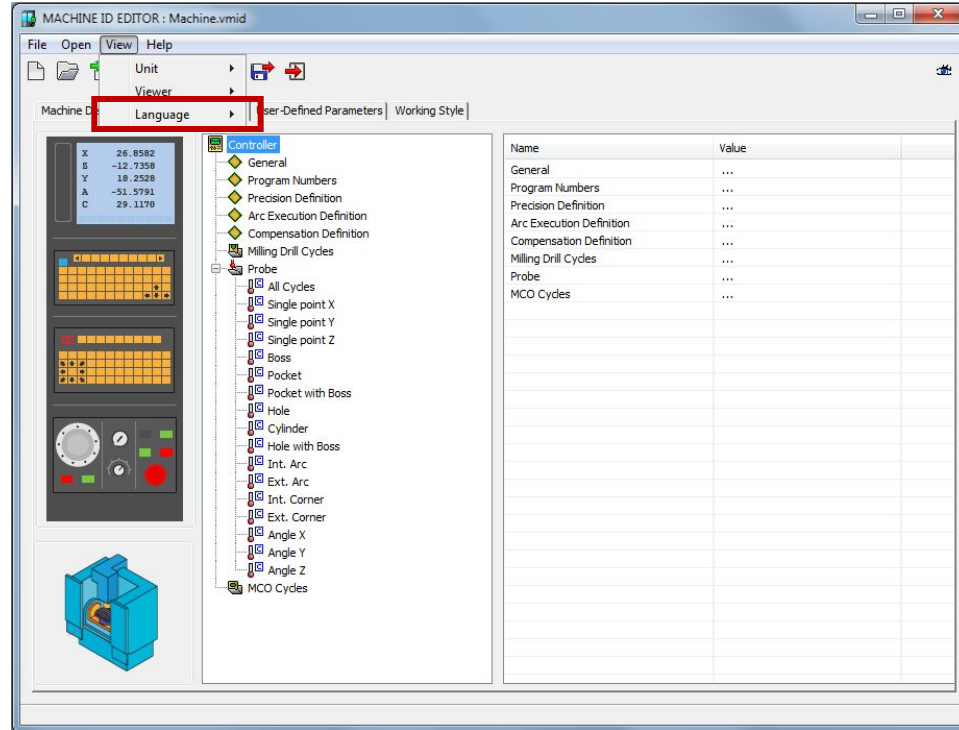 MACHINE ID EDITOR : Machine.vmid
File Open View Help
Unit
Viewer
Language
Machine De
ser-Defined Parameters
Working Style
X 26.8582
Z -12.7358
Y 18.2528
A -51.5791
C 29.1170
Controller
General
Program Numbers
Precision Definition
Arc Execution Definition
Compensation Definition
Milling Drill Cycles
Probe
All Cycles
Single point X
Single point Y
Single point Z
Boss
Pocket
Pocket with Boss
Hole
Cylinder
Hole with Boss
Int. Arc
Ext. Arc
Int. Corner
Ext. Corner
Angle X
Angle Y
Angle Z
MCO Cycles
Name Value
General ...
Program Numbers ...
Precision Definition ...
Arc Execution Definition ...
Compensation Definition ...
Milling Drill Cycles ...
Probe ...
MCO Cycles ...